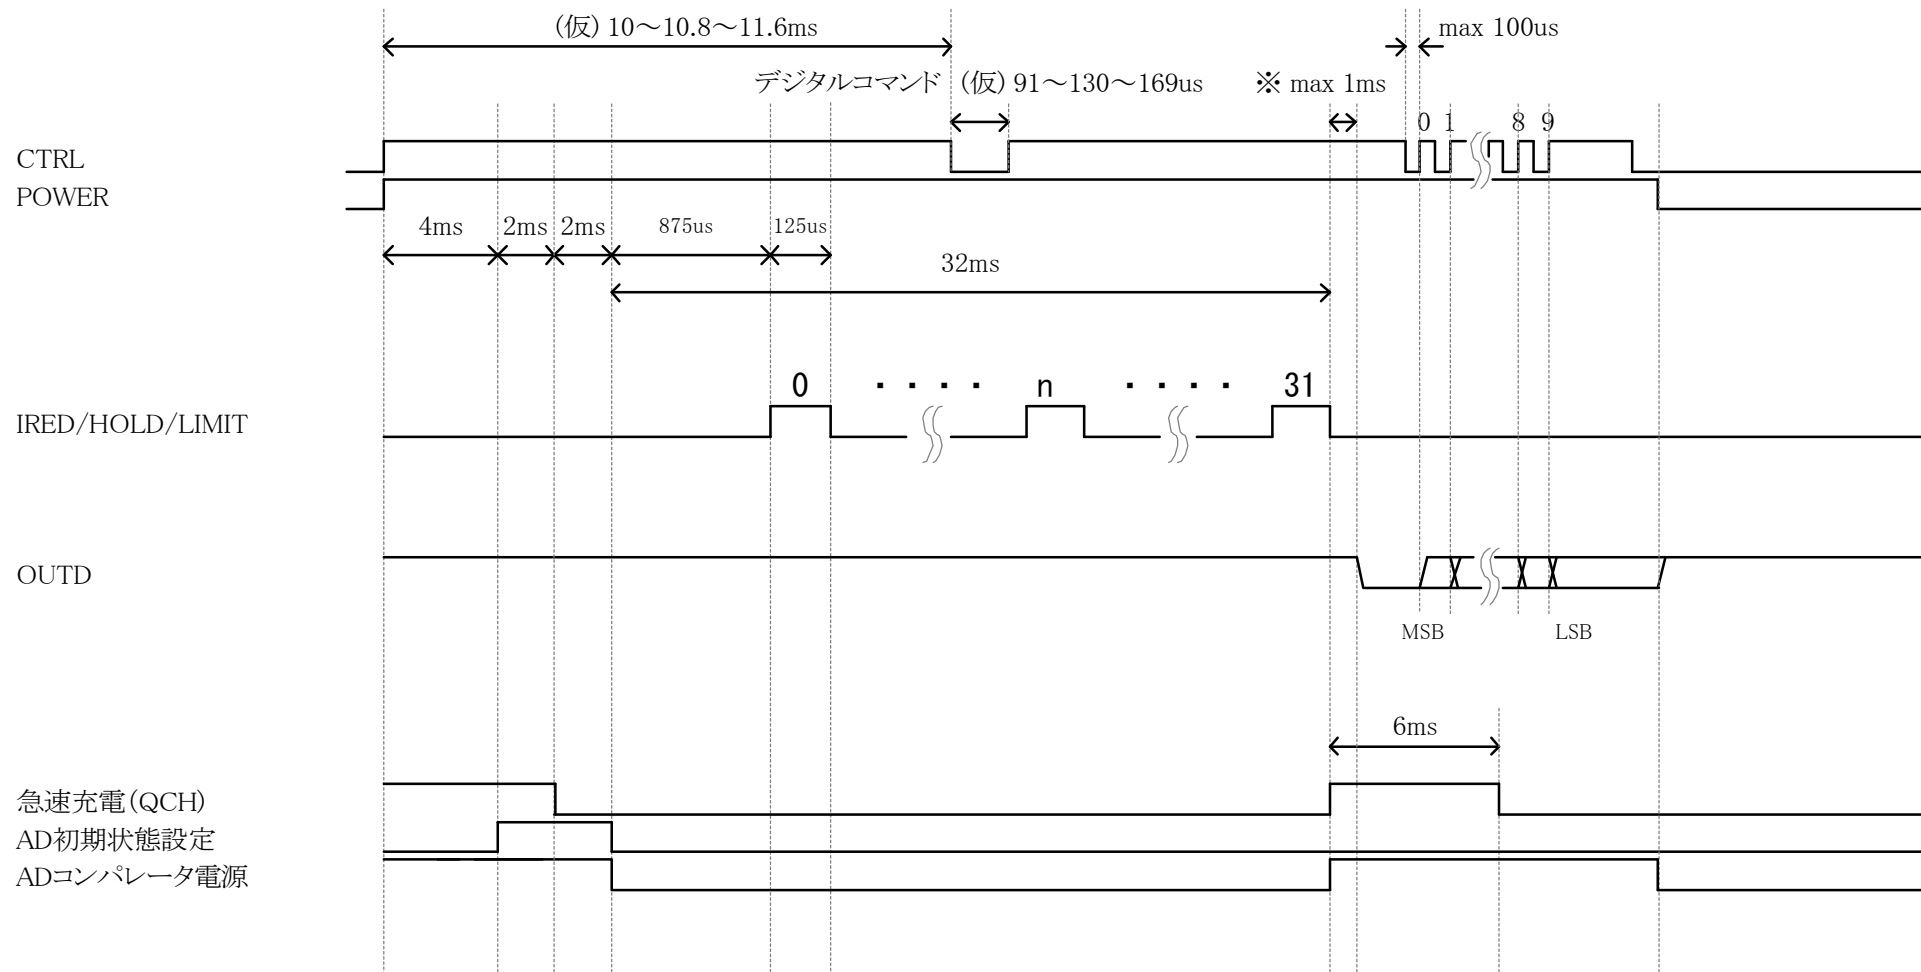 (仮)10～10.8～11.6ms
max 100us
デジタルコマンド (仮)91～130～169us ※ max 1ms
0 1 8 9
CTRL
POWER
4ms 2ms 2ms 875us 125us
32ms
0 ・・・・ n ・・・・ 31
IRED/HOLD/LIMIT
OUTD
MSB LSB
6ms
急速充電(QCH)
AD初期状態設定
ADコンパレータ電源